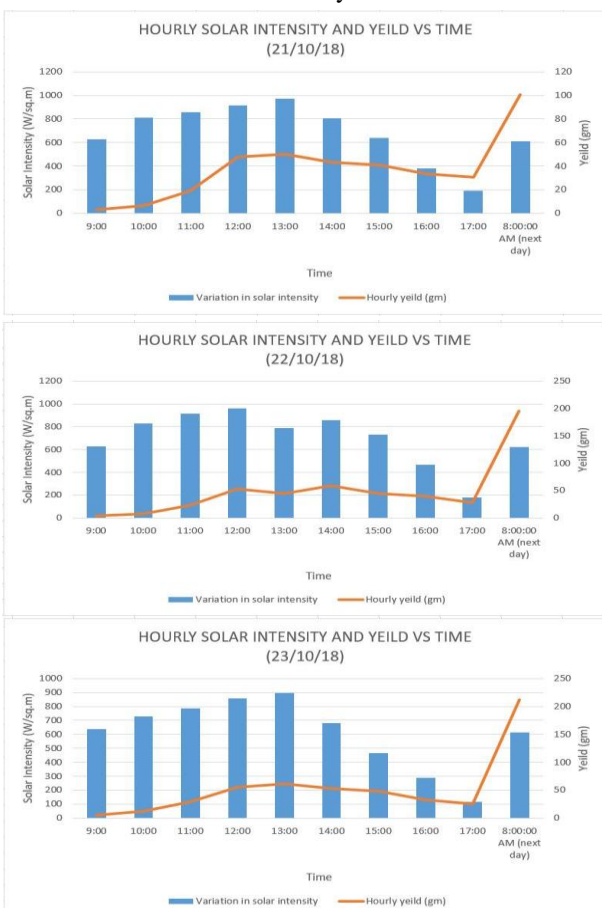 HOURLY SOLAR INTENSITY AND YEILD VS TIME
(21/10/18)
Solar Intensity (W/sq.m)
1200
1000
800
600
400
200
0
120
100
80
60
40
20
0
Yeild (gm)
9:00 10:00 11:00 12:00 13:00 14:00 15:00 16:00 17:00 8:00:00
AM (next
day)
Time
Variation in solar intensity Hourly yeild (gm)
HOURLY SOLAR INTENSITY AND YEILD VS TIME
(22/10/18)
Solar Intensity (W/sq.m)
1200
1000
800
600
400
200
0
250
200
150
100
50
0
Yeild (gm)
9:00 10:00 11:00 12:00 13:00 14:00 15:00 16:00 17:00 8:00:00
AM (next
day)
Time
Variation in solar intensity Hourly yeild (gm)
HOURLY SOLAR INTENSITY AND YEILD VS TIME
(23/10/18)
Solar Intensity (W/sq.m)
1000
900
800
700
600
500
400
300
200
100
0
250
200
150
100
50
0
Yeild (gm)
9:00 10:00 11:00 12:00 13:00 14:00 15:00 16:00 17:00 8:00:00
AM (next
day)
Time
Variation in solar intensity Hourly yeild (gm)